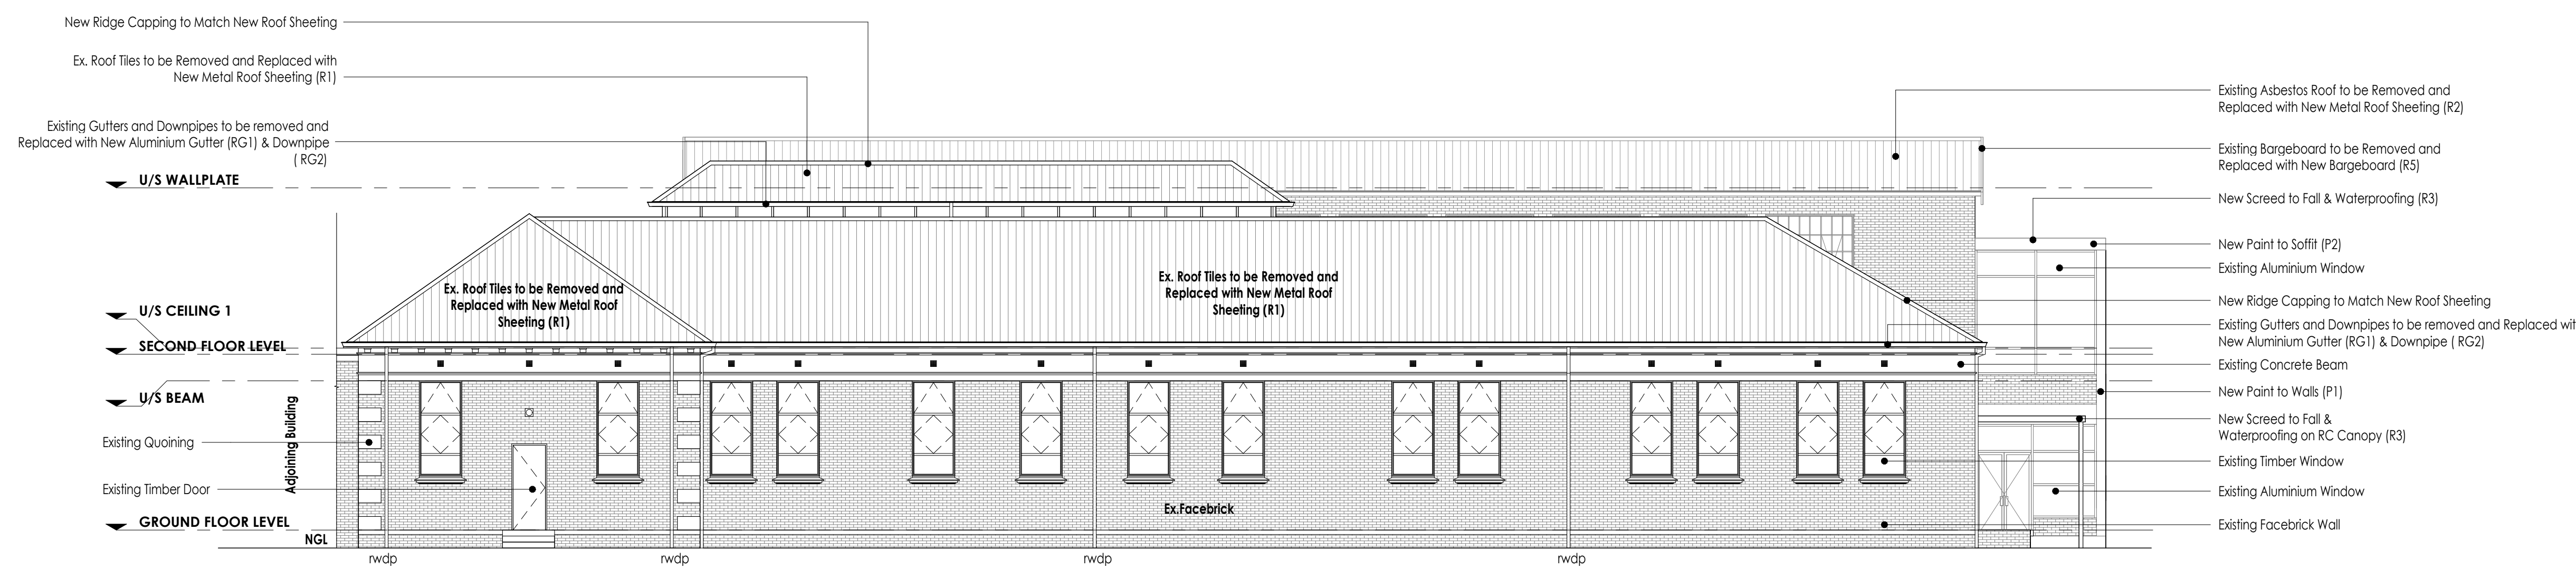 New Ridge Capping to Match New Roof Sheeting
Ex. Roof Tiles to be Removed and Replaced with
New Metal Roof Sheeting (R1)
Existing Gutters and Downpipes to be removed and
Replaced with New Aluminium Gutter (RG1) & Downpipe
( RG2)
U/S WALLPLATE
U/S CEILING 1
SECOND FLOOR LEVEL
U/S BEAM
Existing Quoining
Adjoining Building
Existing Timber Door
GROUND FLOOR LEVEL
NGL
Ex. Roof Tiles to be Removed and
Replaced with New Metal Roof
Sheeting (R1)
Ex. Roof Tiles to be Removed and
Replaced with New Metal Roof
Sheeting (R1)
Ex.Facebrick
rwdp
rwdp
rwdp
rwdp
Existing Asbestos Roof to be Removed and
Replaced with New Metal Roof Sheeting (R2)
Existing Bargeboard to be Removed and
Replaced with New Bargeboard (R5)
New Screed to Fall & Waterproofing (R3)
New Paint to Soffit (P2)
Existing Aluminium Window
New Ridge Capping to Match New Roof Sheeting
Existing Gutters and Downpipes to be removed and Replaced wit
New Aluminium Gutter (RG1) & Downpipe ( RG2)
Existing Concrete Beam
New Paint to Walls (P1)
New Screed to Fall &
Waterproofing on RC Canopy (R3)
Existing Timber Window
Existing Aluminium Window
Existing Facebrick Wall